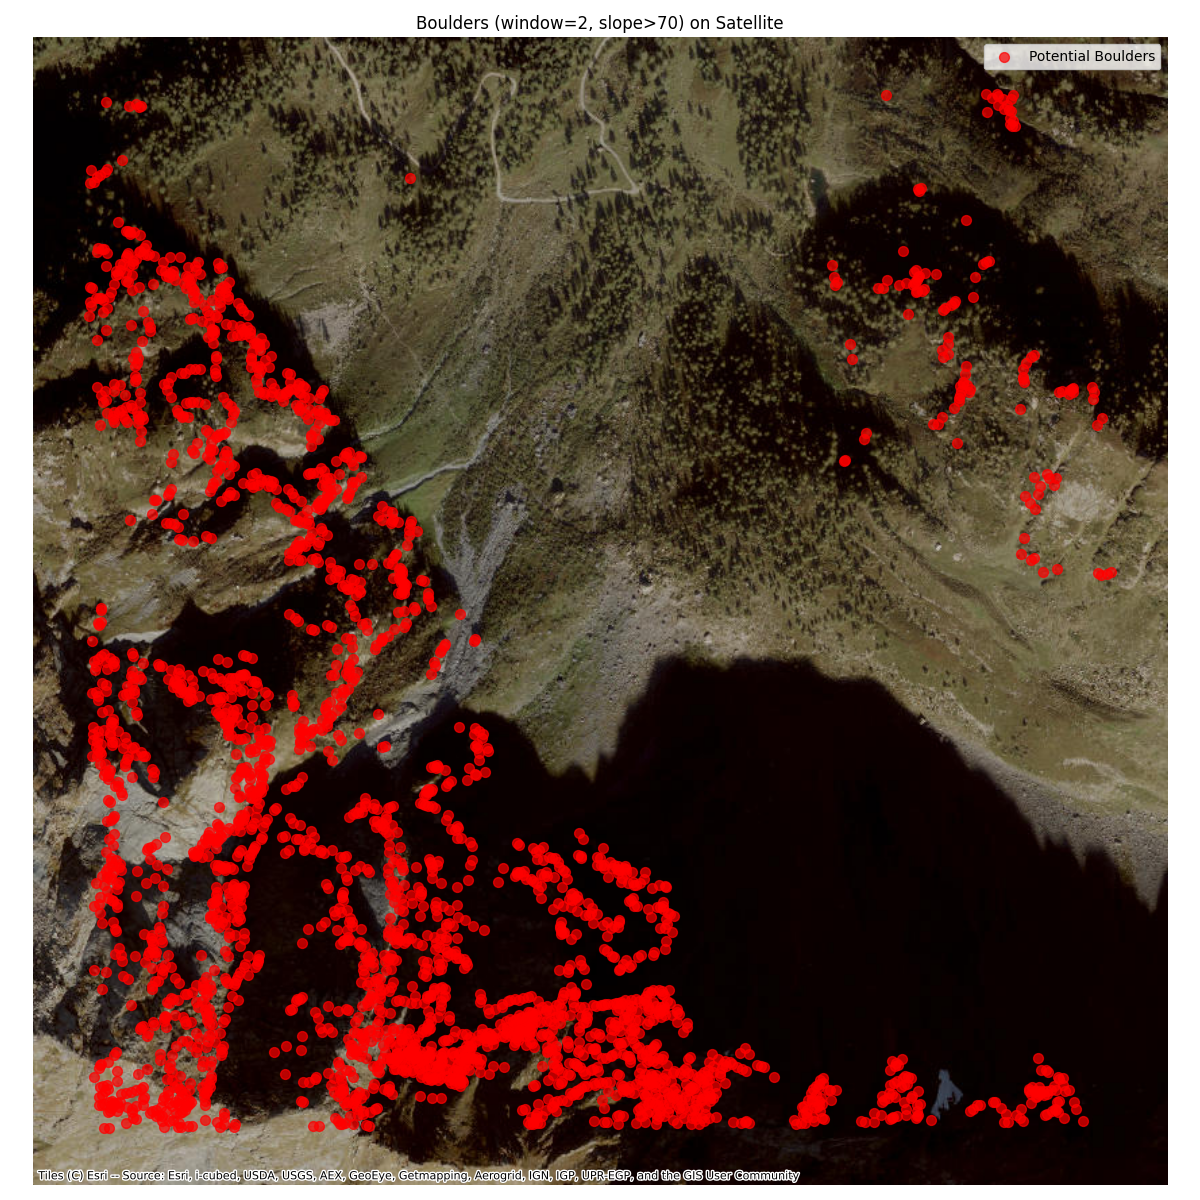 Boulders (window=2, slope>70) on Satellite
Potential Boulders
Tiles (C) Esri -- Source: Esri, i-cubed, USDA, USGS, AEX, GeoEye, Getmapping, Aerogrid, IGN, IGP, UPR-EGP, and the GIS User Community